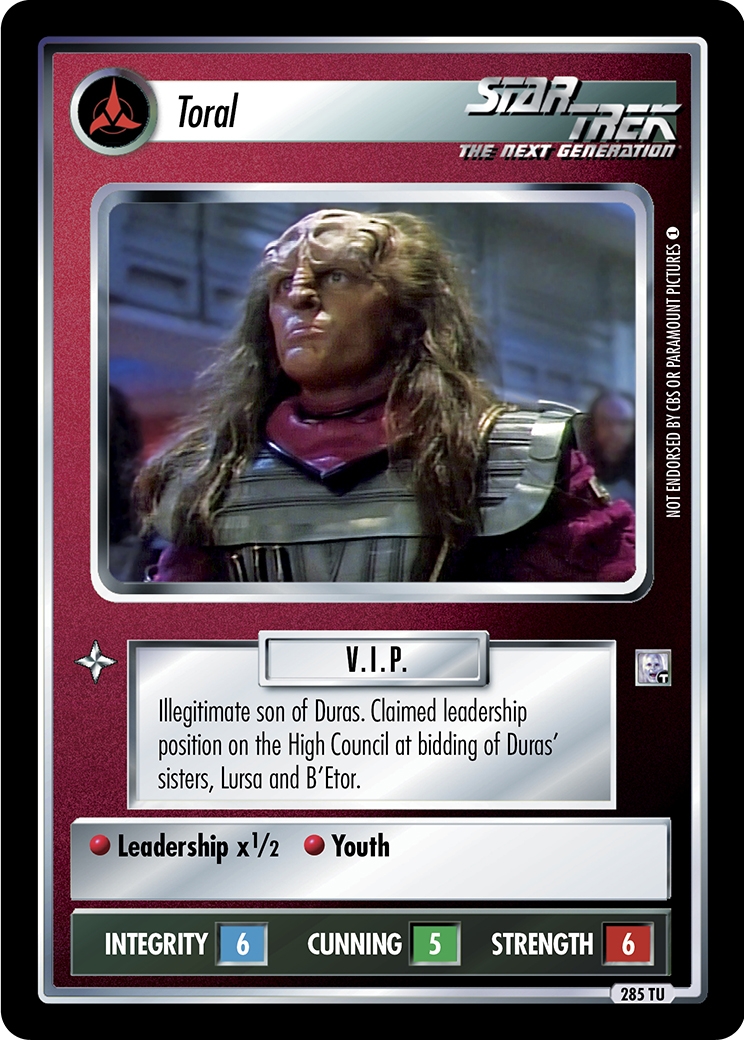 Toral
STAR TREK
THE NEXT GENERATION
NOT ENDORSED BY CBS OR PARAMOUNT PICTURES 1
V.I.P.
Illegitimate son of Duras. Claimed leadership
position on the High Council at bidding of Duras'
sisters, Lursa and B'Etor.
T
Leadership x1/2 Youth
INTEGRITY 6 CUNNING 5 STRENGTH 6
285 TU